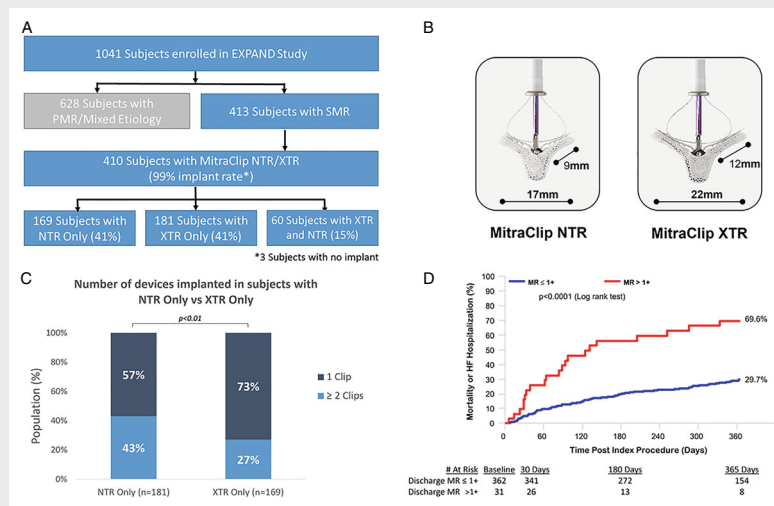 A
1041 Subjects enrolled in EXPAND Study
628 Subjects with
PMR/Mixed Etiology
413 Subjects with SMR
410 Subjects with MitraClip NTR/XTR
(99% implant rate*)
169 Subjects with
NTR Only (41%)
181 Subjects with
XTR Only (41%)
60 Subjects with XTR
and NTR (15%)
*3 Subjects with no implant
B
9mm
17mm
MitraClip NTR
12mm
22mm
MitraClip XTR
C
Number of devices implanted in subjects with
NTR Only vs XTR Only
p<0.01
Population (%)
100%
80%
60%
40%
20%
0%
57%
43%
73%
27%
1 Clip
≥ 2 Clips
NTR Only (n=181)
XTR Only (n=169)
D
MR ≤ 1+
MR > 1+
p<0.0001 (Log rank test)
Mortality or HF Hospitalization (%)
100
90
80
70
60
50
40
30
20
10
0
69.6%
29.7%
0 60 120 180 240 300 360
Time Post Index Procedure (Days)
# At Risk Baseline 30 Days 180 Days 365 Days
Discharge MR ≤ 1+ 362 341 272 154
Discharge MR >1+ 31 26 13 8